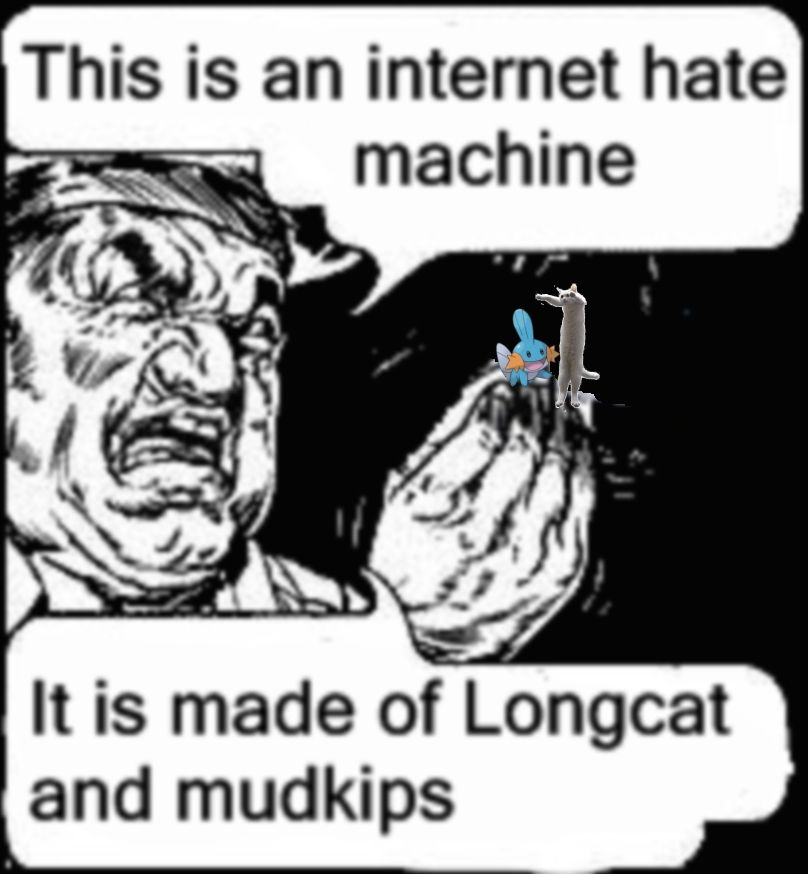 This is an internet hate
machine
It is made of Longcat
and mudkips